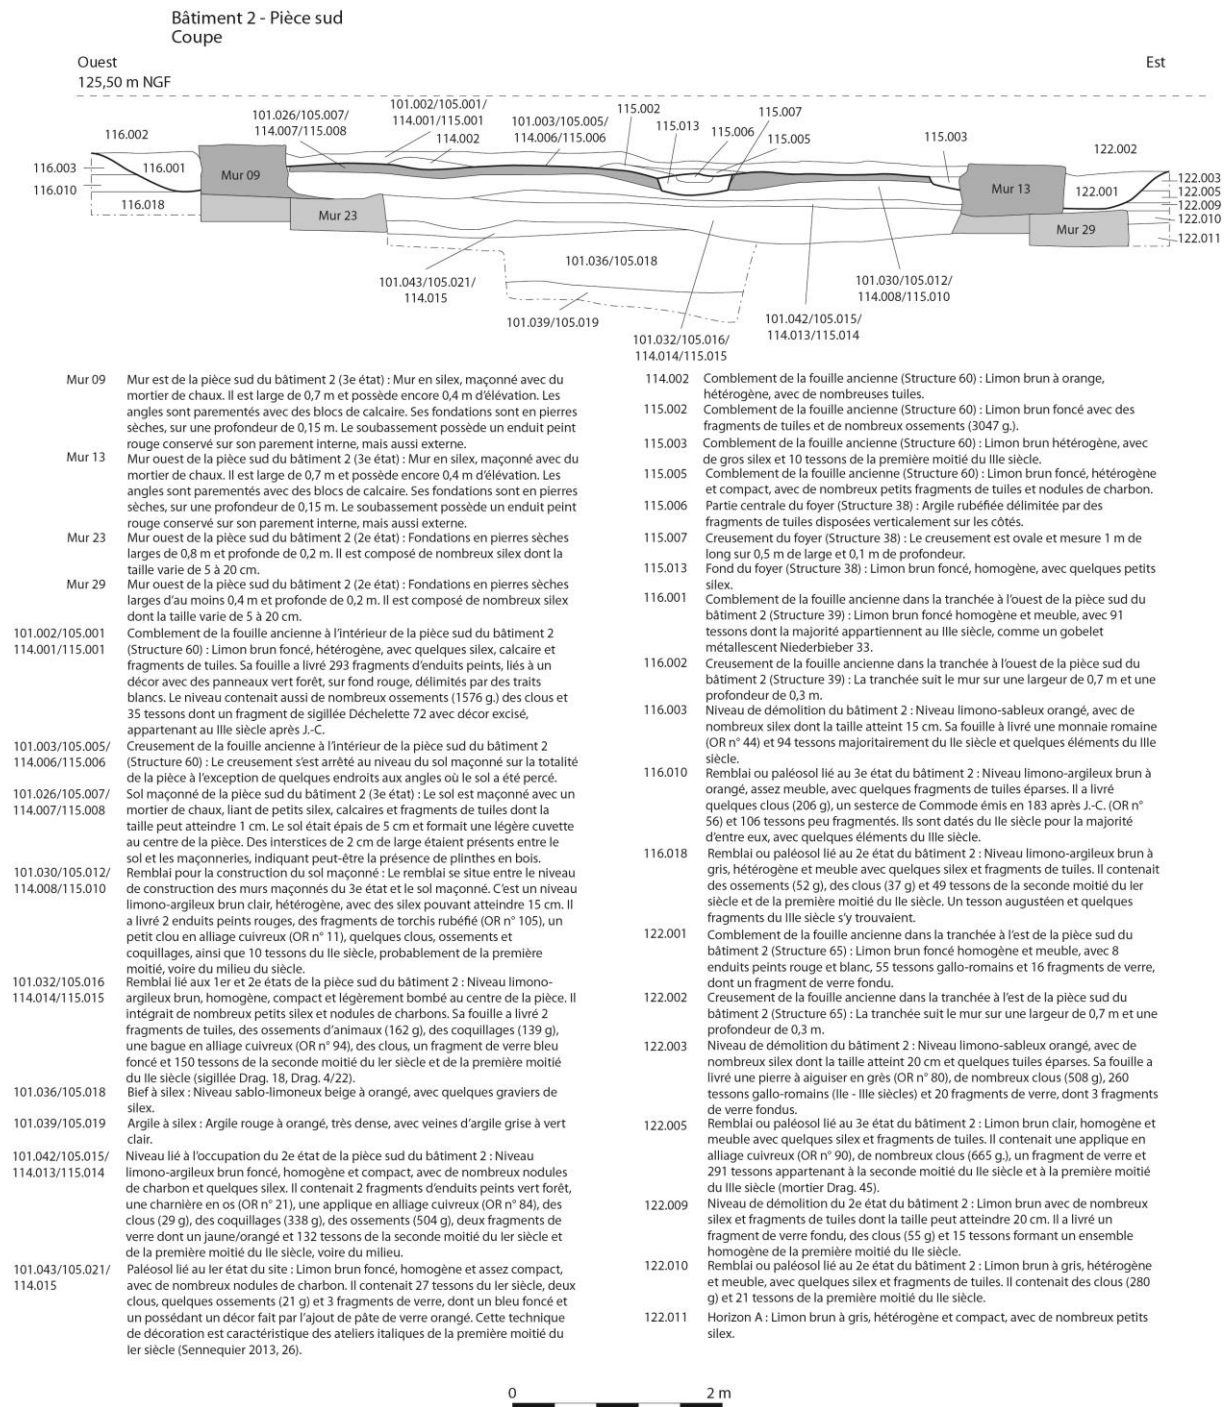 Bâtiment 2 - Pièce sud
Coupe
Ouest
Est
125,50 m NGF
116.002
101.026/105.007/
114.007/115.008
101.002/105.001/
114.001/115.001
114.002
101.003/105.005/
114.006/115.006
115.002
115.013
115.006
115.007
115.005
115.003
122.002
116.003
116.001
116.010
116.018
Mur 09
Mur 23
Mur 13
Mur 29
122.001
122.003
122.005
122.009
122.010
122.011
101.036/105.018
101.043/105.021/
114.015
101.039/105.019
101.030/105.012/
114.008/115.010
101.042/105.015/
114.013/115.014
101.032/105.016/
114.014/115.015
Mur 09 Mur est de la pièce sud du bâtiment 2 (3e état) : Mur en silex, maçonné avec du
mortier de chaux. Il est large de 0,7 m et possède encore 0,4 m d'élévation. Les
angles sont parementés avec des blocs de calcaire. Ses fondations sont en pierres
sèches, sur une profondeur de 0,15 m. Le soubassement possède un enduit peint
rouge conservé sur son parement interne, mais aussi externe.
Mur 13 Mur ouest de la pièce sud du bâtiment 2 (3e état) : Mur en silex, maçonné avec du
mortier de chaux. Il est large de 0,7 m et possède encore 0,4 m d'élévation. Les
angles sont parementés avec des blocs de calcaire. Ses fondations sont en pierres
sèches, sur une profondeur de 0,15 m. Le soubassement possède un enduit peint
rouge conservé sur son parement interne, mais aussi externe.
Mur 23 Mur ouest de la pièce sud du bâtiment 2 (2e état) : Fondations en pierres sèches
larges de 0,8 m et profonde de 0,2 m. Il est composé de nombreux silex dont la
taille varie de 5 à 20 cm.
Mur 29 Mur ouest de la pièce sud du bâtiment 2 (2e état) : Fondations en pierres sèches
larges d'au moins 0,4 m et profonde de 0,2 m. Il est composé de nombreux silex
dont la taille varie de 5 à 20 cm.
101.002/105.001 Comblement de la fouille ancienne à l'intérieur de la pièce sud du bâtiment 2
114.001/115.001 (Structure 60) : Limon brun foncé, hétérogène, avec quelques silex, calcaire et
fragments de tuiles. Sa fouille a livré 293 fragments d'enduits peints, liés à un
décor avec des panneaux vert forêt, sur fond rouge, délimités par des traits
blancs. Le niveau contenait aussi de nombreux ossements (1576 g.) des clous et
35 tessons dont un fragment de sigillée Déchelette 72 avec décor excisé,
appartenant au IIIe siècle après J.-C.
101.003/105.005/ Creusement de la fouille ancienne à l'intérieur de la pièce sud du bâtiment 2
114.006/115.006 (Structure 60) : Le creusement s'est arrêté au niveau du sol maçonné sur la totalité
de la pièce à l'exception de quelques endroits aux angles où le sol a été percé.
101.026/105.007/ Sol maçonné de la pièce sud du bâtiment 2 (3e état) : Le sol est maçonné avec un
114.007/115.008 mortier de chaux, liant de petits silex, calcaires et fragments de tuiles dont la
taille peut atteindre 1 cm. Le sol était épais de 5 cm et formait une légère cuvette
au centre de la pièce. Des interstices de 2 cm de large étaient présents entre le
sol et les maçonneries, indiquant peut-être la présence de plinthes en bois.
101.030/105.012/ Remblai pour la construction du sol maçonné : Le remblai se situe entre le niveau
114.008/115.010 de construction des murs maçonnés du 3e état et le sol maçonné. C'est un niveau
limono-argileux brun clair, hétérogène, avec des silex pouvant atteindre 15 cm. Il
a livré 2 enduits peints rouges, des fragments de torchis rubéfié (OR n° 105), un
petit clou en alliage cuivreux (OR n° 11), quelques clous, ossements et
coquillages, ainsi que 10 tessons du IIe siècle, probablement de la première
moitié, voire du milieu du siècle.
101.032/105.016 Remblai lié aux 1er et 2e états de la pièce sud du bâtiment 2 : Niveau limono-
114.014/115.015 argileux brun, homogène, compact et légèrement bombé au centre de la pièce. Il
intégrait de nombreux petits silex et nodules de charbons. Sa fouille a livré 2
fragments de tuiles, des ossements d'animaux (162 g), des coquillages (139 g),
une bague en alliage cuivreux (OR n° 94), des clous, un fragment de verre bleu
foncé et 150 tessons de la seconde moitié du Ier siècle et de la première moitié
du IIe siècle (sigillée Drag. 18, Drag. 4/22).
101.036/105.018 Bief à silex : Niveau sablo-limoneux beige à orangé, avec quelques graviers de
silex.
101.039/105.019 Argile à silex : Argile rouge à orangé, très dense, avec veines d'argile grise à vert
clair.
101.042/105.015/ Niveau lié à l'occupation du 2e état de la pièce sud du bâtiment 2 : Niveau
114.013/115.014 limono-argileux brun foncé, homogène et compact, avec de nombreux nodules
de charbon et quelques silex. Il contenait 2 fragments d'enduits peints vert forêt,
une charnière en os (OR n° 21), une applique en alliage cuivreux (OR n° 84), des
clous (29 g), des coquillages (338 g), des ossements (504 g), deux fragments de
verre dont un jaune/orangé et 132 tessons de la seconde moitié du Ier siècle et
de la première moitié du IIe siècle, voire du milieu.
101.043/105.021/ Paléosol lié au Ier état du site : Limon brun foncé, homogène et assez compact,
114.015 avec de nombreux nodules de charbon. Il contenait 27 tessons du Ier siècle, deux
clous, quelques ossements (21 g) et 3 fragments de verre, dont un bleu foncé et
un possédant un décor fait par l'ajout de pâte de verre orangé. Cette technique
de décoration est caractéristique des ateliers italiques de la première moitié du
Ier siècle (Sennequier 2013, 26).
114.002 Comblement de la fouille ancienne (Structure 60) : Limon brun à orange,
hétérogène, avec de nombreuses tuiles.
115.002 Comblement de la fouille ancienne (Structure 60) : Limon brun foncé avec des
fragments de tuiles et de nombreux ossements (3047 g.).
115.003 Comblement de la fouille ancienne (Structure 60) : Limon brun hétérogène, avec
de gros silex et 10 tessons de la première moitié du IIIe siècle.
115.005 Comblement de la fouille ancienne (Structure 60) : Limon brun foncé, hétérogène
et compact, avec de nombreux petits fragments de tuiles et nodules de charbon.
115.006 Partie centrale du foyer (Structure 38) : Argile rubéfiée délimitée par des
fragments de tuiles disposées verticalement sur les côtés.
115.007 Creusement du foyer (Structure 38) : Le creusement est ovale et mesure 1 m de
long sur 0,5 m de large et 0,1 m de profondeur.
115.013 Fond du foyer (Structure 38) : Limon brun foncé, homogène, avec quelques petits
silex.
116.001 Comblement de la fouille ancienne dans la tranchée à l'ouest de la pièce sud du
bâtiment 2 (Structure 39) : Limon brun foncé homogène et meuble, avec 91
tessons dont la majorité appartiennent au IIIe siècle, comme un gobelet
métallescent Niederbieber 33.
116.002 Creusement de la fouille ancienne dans la tranchée à l'ouest de la pièce sud du
bâtiment 2 (Structure 39) : La tranchée suit le mur sur une largeur de 0,7 m et une
profondeur de 0,3 m.
116.003 Niveau de démolition du bâtiment 2 : Niveau limono-sableux orangé, avec de
nombreux silex dont la taille atteint 15 cm. Sa fouille à livré une monnaie romaine
(OR n° 44) et 94 tessons majoritairement du IIe siècle et quelques éléments du IIIe
siècle.
116.010 Remblai ou paléosol lié au 3e état du bâtiment 2 : Niveau limono-argileux brun à
orangé, assez meuble, avec quelques fragments de tuiles éparses. Il a livré
quelques clous (206 g), un sesterce de Commode émis en 183 après J.-C. (OR n°
56) et 106 tessons peu fragmentés. Ils sont datés du IIe siècle pour la majorité
d'entre eux, avec quelques éléments du IIIe siècle.
116.018 Remblai ou paléosol lié au 2e état du bâtiment 2 : Niveau limono-argileux brun à
gris, hétérogène et meuble avec quelques silex et fragments de tuiles. Il contenait
des ossements (52 g), des clous (37 g) et 49 tessons de la seconde moitié du Ier
siècle et de la première moitié du IIe siècle. Un tesson augustéen et quelques
fragments du IIIe siècle s'y trouvaient.
122.001 Comblement de la fouille ancienne dans la tranchée à l'est de la pièce sud du
bâtiment 2 (Structure 65) : Limon brun foncé homogène et meuble, avec 8
enduits peints rouge et blanc, 55 tessons gallo-romains et 16 fragments de verre,
dont un fragment de verre fondu.
122.002 Creusement de la fouille ancienne dans la tranchée à l'est de la pièce sud du
bâtiment 2 (Structure 65) : La tranchée suit le mur sur une largeur de 0,7 m et une
profondeur de 0,3 m.
122.003 Niveau de démolition du bâtiment 2 : Niveau limono-sableux orangé, avec de
nombreux silex dont la taille atteint 20 cm et quelques tuiles éparses. Sa fouille a
livré une pierre à aiguiser en grès (OR n° 80), de nombreux clous (508 g), 260
tessons gallo-romains (IIe - IIIe siècles) et 20 fragments de verre, dont 3 fragments
de verre fondus.
122.005 Remblai ou paléosol lié au 3e état du bâtiment 2 : Limon brun clair, homogène et
meuble avec quelques silex et fragments de tuiles. Il contenait une applique en
alliage cuivreux (OR n° 90), de nombreux clous (665 g.), un fragment de verre et
291 tessons appartenant à la seconde moitié du IIe siècle et à la première moitié
du IIIe siècle (mortier Drag. 45).
122.009 Niveau de démolition du 2e état du bâtiment 2 : Limon brun avec de nombreux
silex et fragments de tuiles dont la taille peut atteindre 20 cm. Il a livré un
fragment de verre fondu, des clous (55 g) et 15 tessons formant un ensemble
homogène de la première moitié du IIe siècle.
122.010 Remblai ou paléosol lié au 2e état du bâtiment 2 : Limon brun à gris, hétérogène
et meuble, avec quelques silex et fragments de tuiles. Il contenait des clous (280
g) et 21 tessons de la première moitié du IIe siècle.
122.011 Horizon A : Limon brun à gris, hétérogène et compact, avec de nombreux petits
silex.
0 2 m